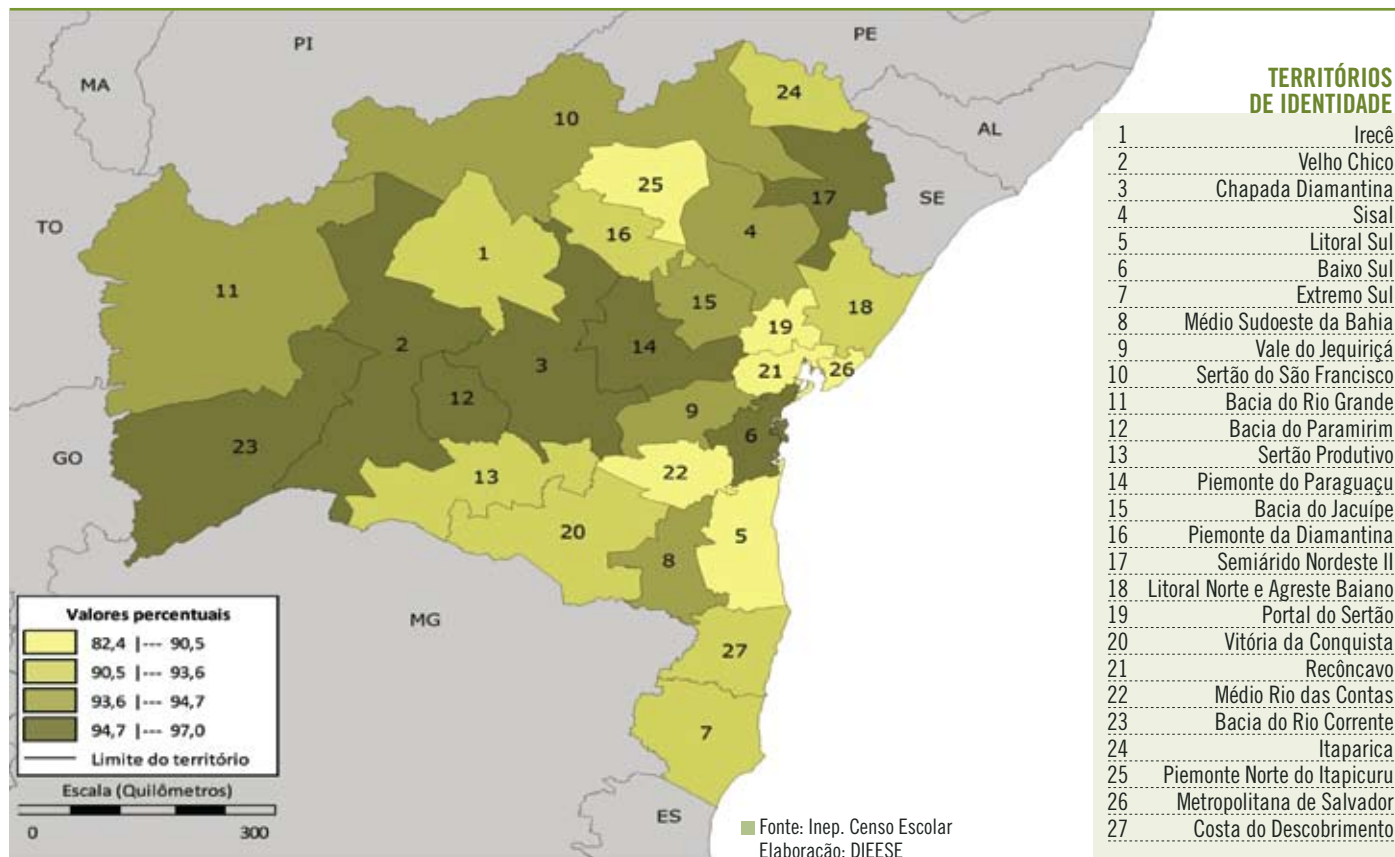 PI
PE
MA
AL
TO
SE
GO
MG
ES
10
24
25
17
4
16
1
11
15
18
19
14
2
3
21
26
12
9
6
23
13
22
20
5
8
27
7
Valores percentuais
82,4 |--- 90,5
90,5 |--- 93,6
93,6 |--- 94,7
94,7 |--- 97,0
Limite do território
Escala (Quilômetros)
0 300
Fonte: Inep. Censo Escolar
Elaboração: DIEESE
TERRITÓRIOS
DE IDENTIDADE
1 Irecê
2 Velho Chico
3 Chapada Diamantina
4 Sisal
5 Litoral Sul
6 Baixo Sul
7 Extremo Sul
8 Médio Sudoeste da Bahia
9 Vale do Jequiriçá
10 Sertão do São Francisco
11 Bacia do Rio Grande
12 Bacia do Paramirim
13 Sertão Produtivo
14 Piemonte do Paraguaçu
15 Bacia do Jacuípe
16 Piemonte da Diamantina
17 Semiárido Nordeste II
18 Litoral Norte e Agreste Baiano
19 Portal do Sertão
20 Vitória da Conquista
21 Recôncavo
22 Médio Rio das Contas
23 Bacia do Rio Corrente
24 Itaparica
25 Piemonte Norte do Itapicuru
26 Metropolitana de Salvador
27 Costa do Descobrimento